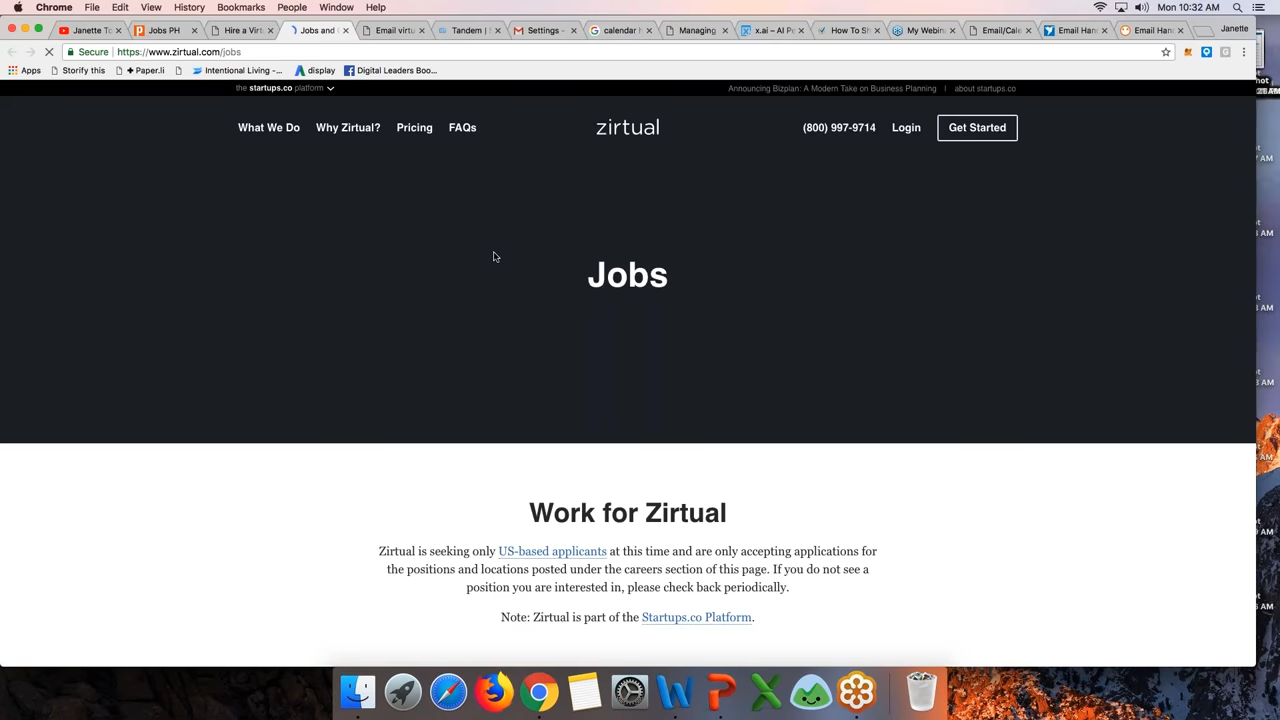 Chrome File Edit View History Bookmarks People Window Help Mon 10:32 AM
Janette To Jobs PH Hire a Virt Jobs and Email virtu Tandem | Settings - calendar h Managing x.ai – AI Pe How To Sh My Webin Email/Cale Email Han Email Hand Janette
Secure | https://www.zirtual.com/jobs
Apps Storify this + Paper.li Intentional Living -... display Digital Leaders Boo...
the startups.co platform Announcing Bizplan: A Modern Take on Business Planning | about startups.co
What We Do Why Zirtual? Pricing FAQs zirtual (800) 997-9714 Login Get Started
Jobs
Work for Zirtual
Zirtual is seeking only US-based applicants at this time and are only accepting applications for
the positions and locations posted under the careers section of this page. If you do not see a
position you are interested in, please check back periodically.
Note: Zirtual is part of the Startups.co Platform.